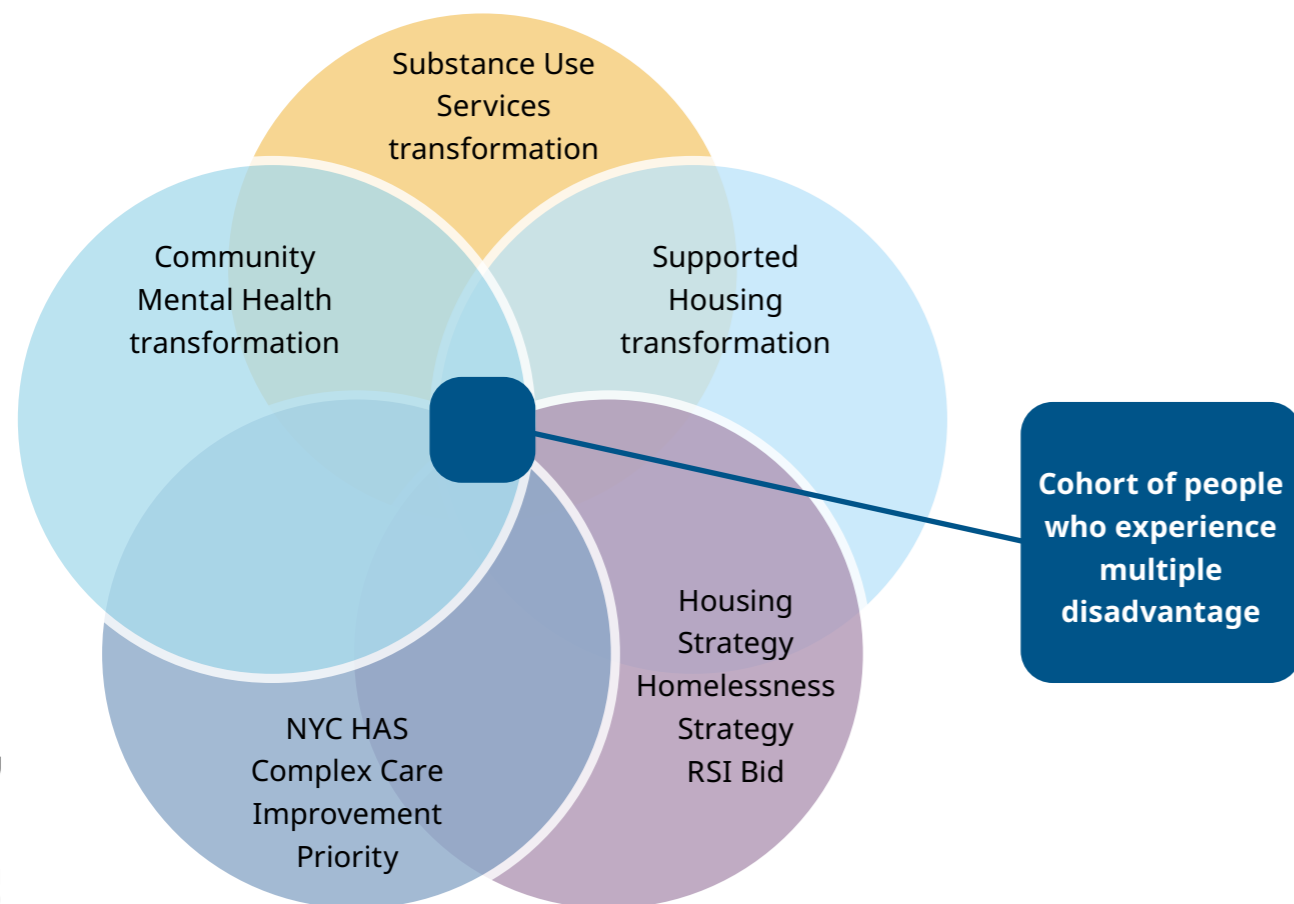 Substance Use
Services
transformation
Community
Mental Health
transformation
Supported
Housing
transformation
Cohort of people
who experience
multiple
disadvantage
Housing
Strategy
Homelessness
Strategy
RSI Bid
NYC HAS
Complex Care
Improvement
Priority